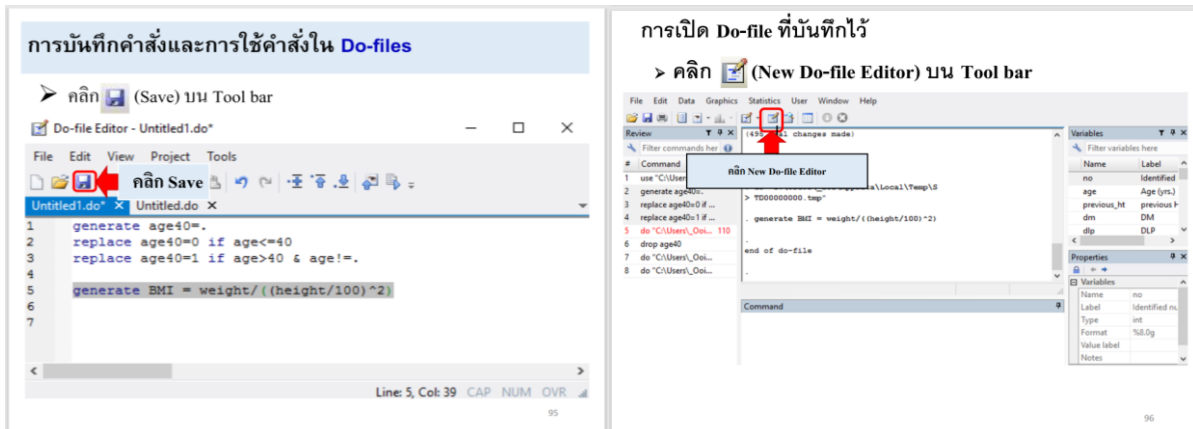 การบันทึกคำสั่งและการใช้คำสั่งใน Do-files
➤ คลิก (Save) บน Tool bar
Do-file Editor - Untitled1.do*
File Edit View Project Tools
คลิก Save
Untitled1.do* Untitled.do
1 generate age40=.
2 replace age40=0 if age<=40
3 replace age40=1 if age>40 & age!=.
4
5 generate BMI = weight/((height/100)^2)
6
7
Line: 5, Col: 39 CAP NUM OVR
95
การเปิด Do-file ที่บันทึกไว้
➤ คลิก (New Do-file Editor) บน Tool bar
File Edit Data Graphics Statistics User Window Help
Review
Filter commands her
# Command
1 use "C:\User
2 generate age40=.
3 replace age40=0 if ...
4 replace age40=1 if ...
5 do "C:\Users\_Ooi... 110
6 drop age40
7 do "C:\Users\_Ooi...
8 do "C:\Users\_Ooi...
changes made)
คลิก New Do-file Editor
\Local\Temp\S
> TD00000000.tmp"
. generate BMI = weight/((height/100)^2)
.
end of do-file
.
Command
Variables
Filter variables here
Name Label
no Identified
age Age (yrs.)
previous_ht previous H
dm DM
dlp DLP
Properties
Variables
Name no
Label Identified nu
Type int
Format %8.0g
Value label
Notes
96